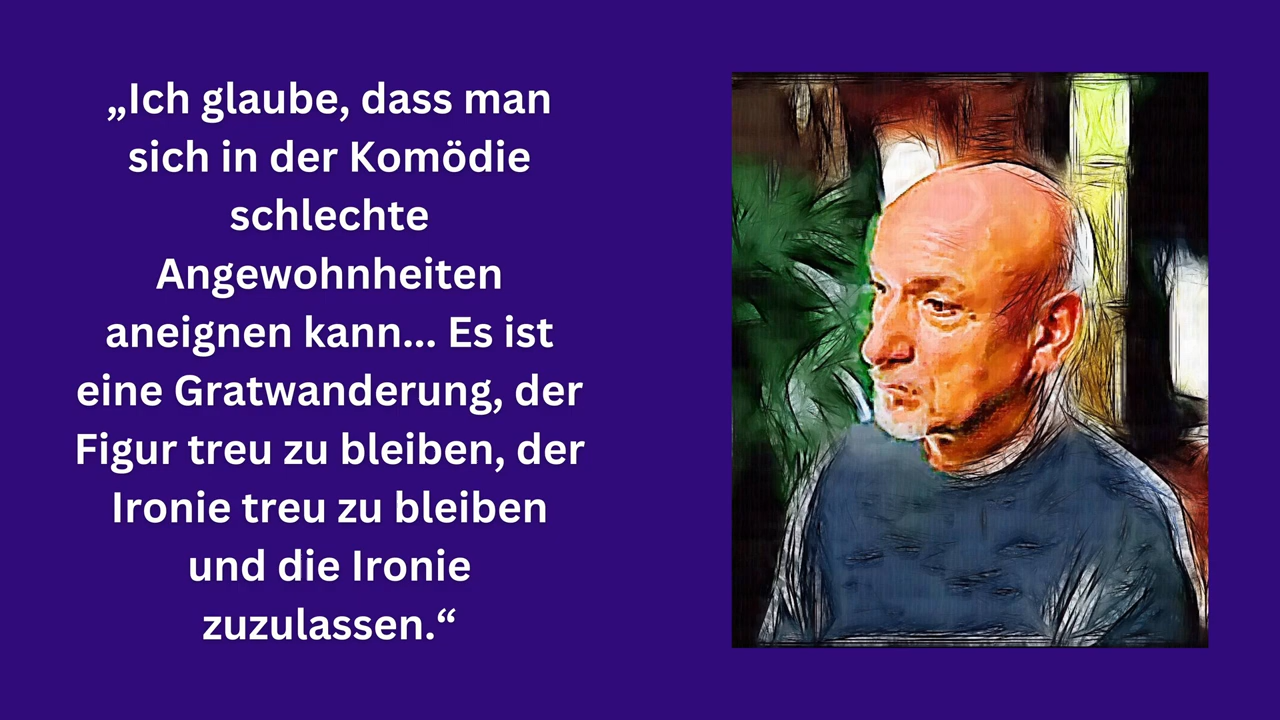 „Ich glaube, dass man
sich in der Komödie
schlechte
Angewohnheiten
aneignen kann... Es ist
eine Gratwanderung, der
Figur treu zu bleiben, der
Ironie treu zu bleiben
und die Ironie
zuzulassen.“